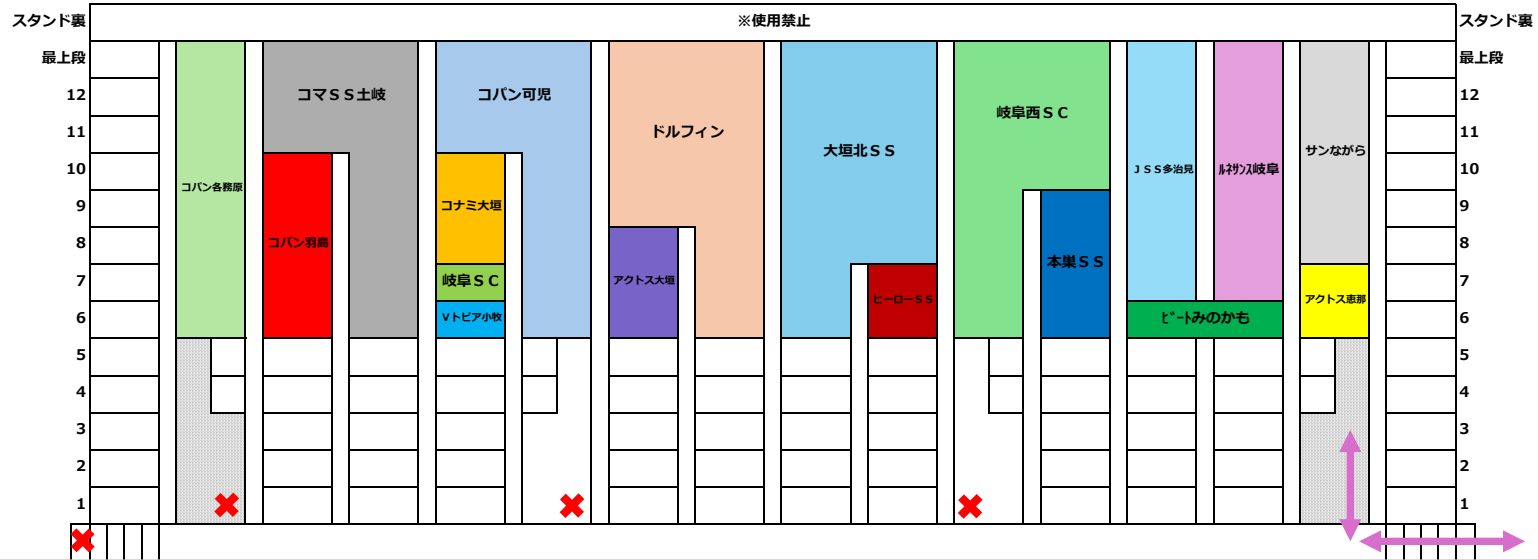 スタンド裏 ※使用禁止 スタンド裏
最上段 最上段
12 コマＳＳ土岐 コパン可児 12
岐阜西ＳＣ
11 ドルフィン 11
大垣北ＳＳ サンながら
10 ＪＳＳ多治見 ﾙﾈｻﾝｽ岐阜 10
コパン各務原
9 コナミ大垣 9
8 コパン羽島 8
本巣ＳＳ
7 岐阜ＳＣ アクトス大垣 7
ヒーローＳＳ アクトス恵那
6 Ｖトピア小牧 ﾋﾞｰﾄみのかも 6
5 5
4 4
3 3
2 2
1 1